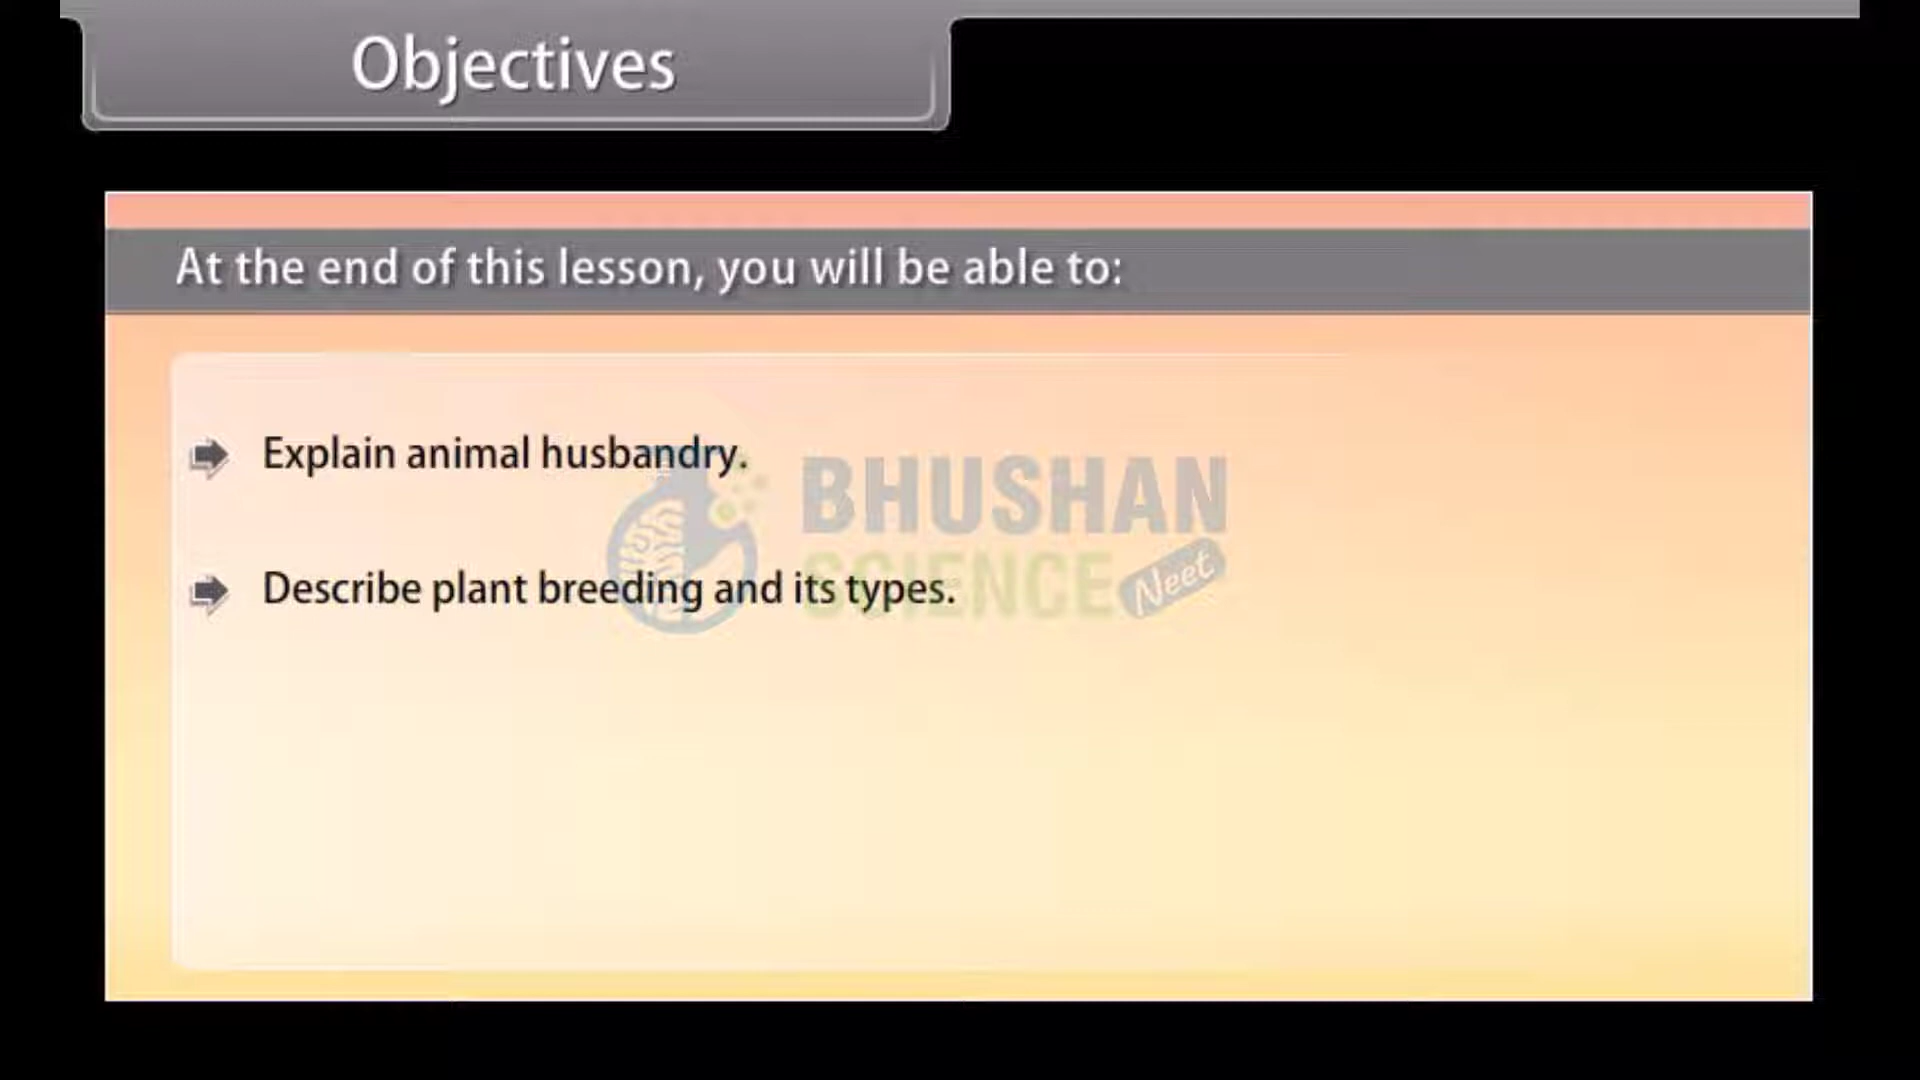 Objectives
At the end of this lesson, you will be able to:
Explain animal husbandry.
BHUSHAN
SCIENCE Neet
Describe plant breeding and its types.